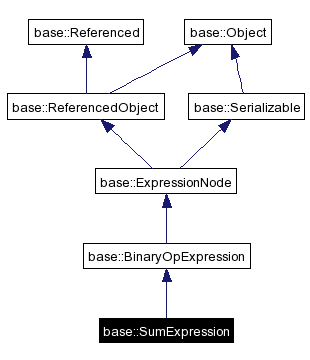 base::Referenced
base::Object
base::ReferencedObject
base::Serializable
base::ExpressionNode
base::BinaryOpExpression
base::SumExpression